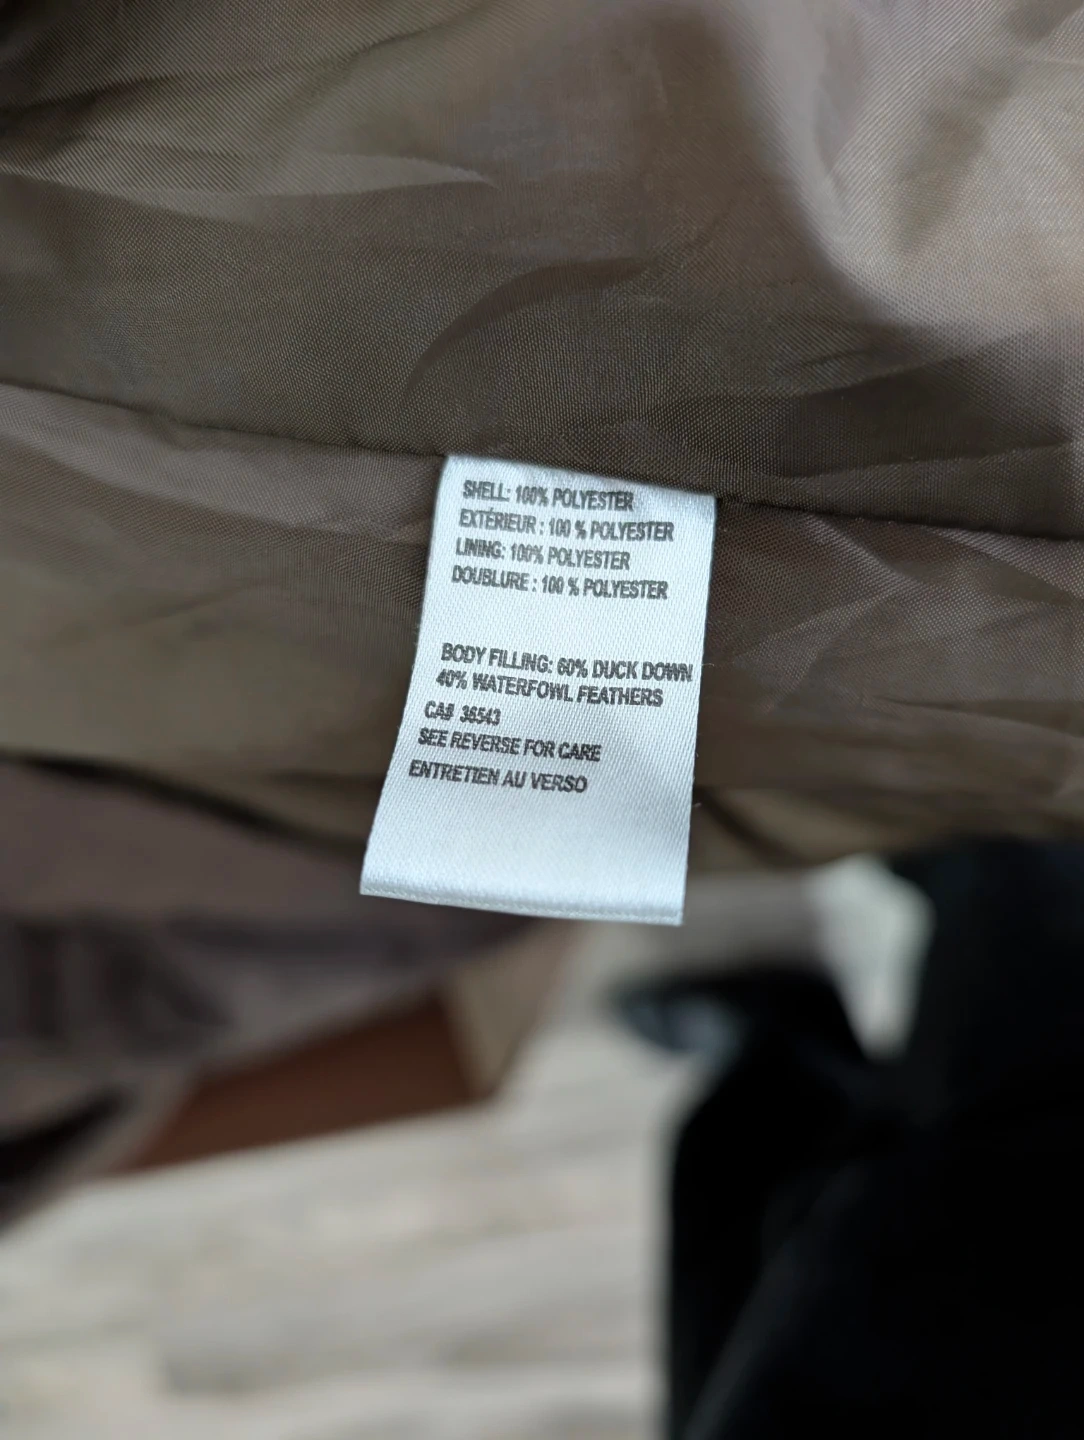 SHELL: 100% POLYESTER
EXTÉRIEUR : 100 % POLYESTER
LINING: 100% POLYESTER
DOUBLURE : 100 % POLYESTER
BODY FILLING: 60% DUCK DOWN
40% WATERFOWL FEATHERS
CA# 36543
SEE REVERSE FOR CARE
ENTRETIEN AU VERSO